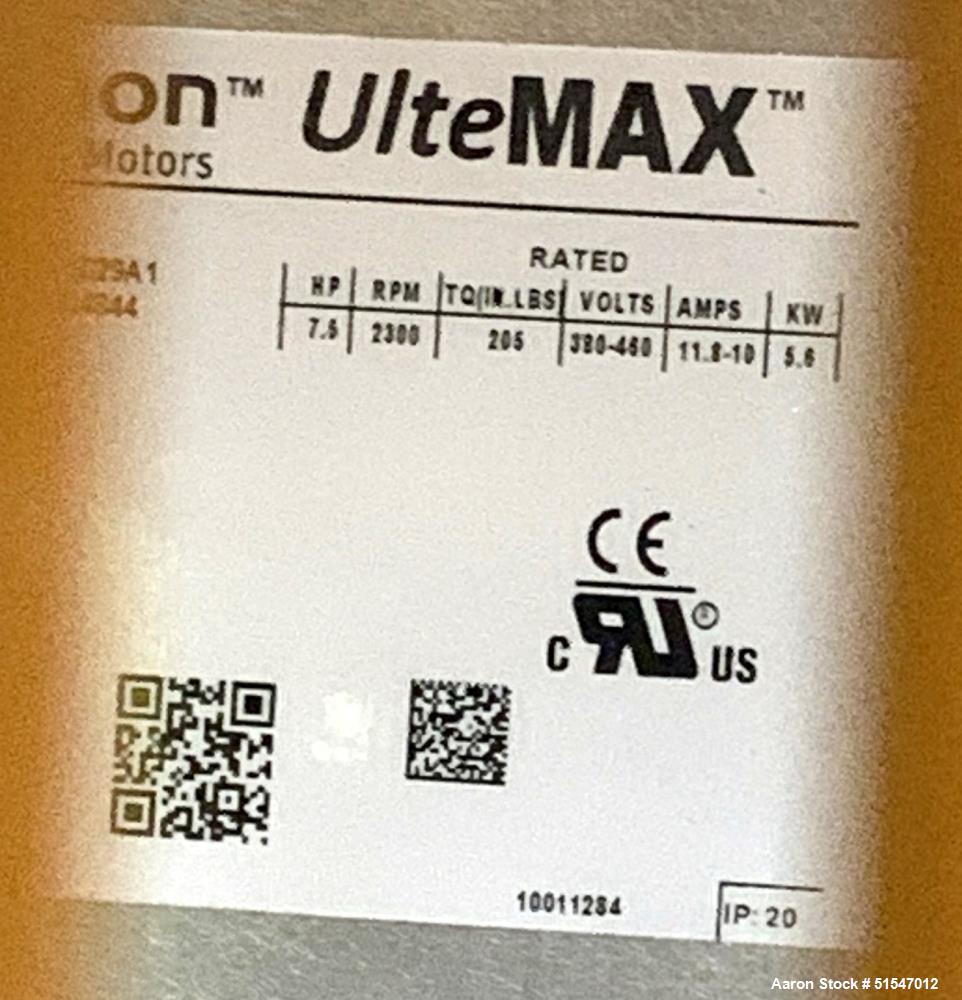 on™ UlteMAX™
Motors
RATED
HP RPM TQ(IN.LBS) VOLTS AMPS KW
7.5 2300 205 380-460 11.8-10 5.6
CE
C RU® US
10011284
IP: 20
Aaron Stock # 51547012